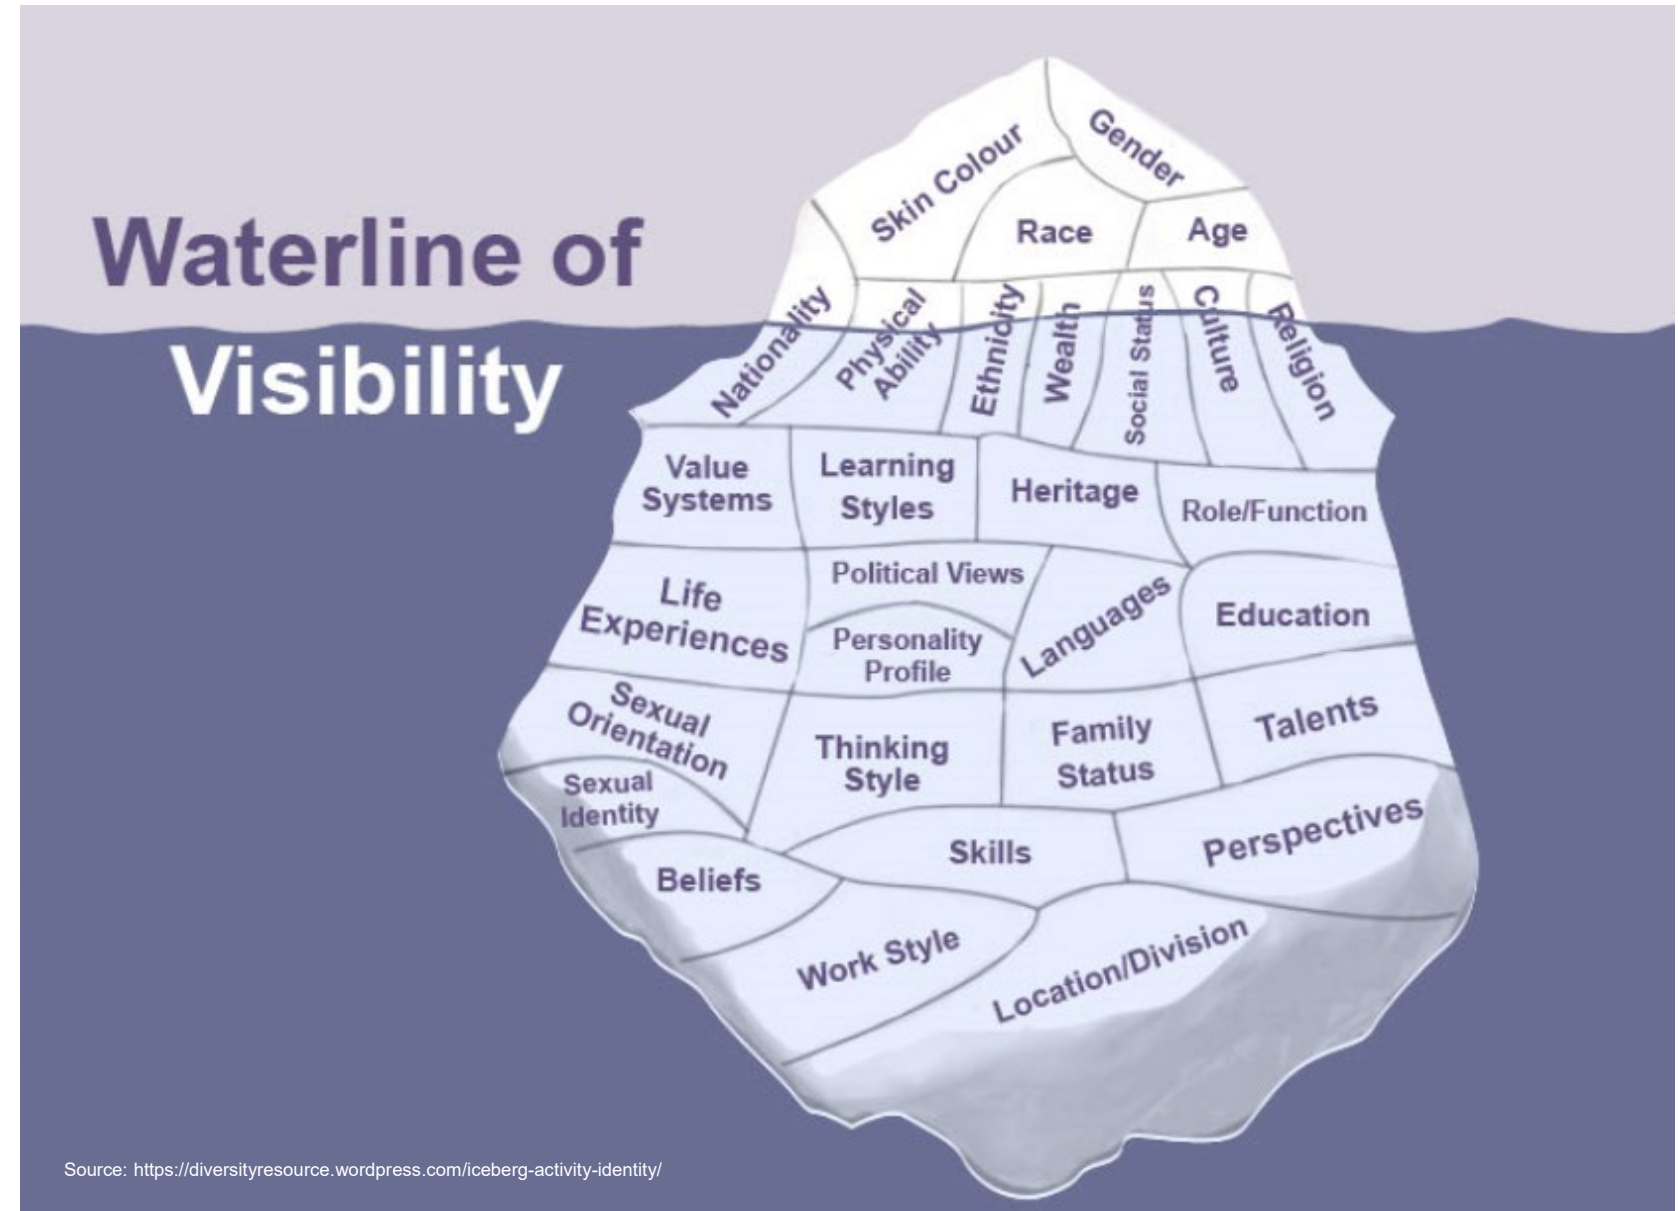 Waterline of
Visibility
Skin Colour
Gender
Race
Age
Nationality
Physical
Ability
Ethnicity
Wealth
Social Status
Culture
Religion
Value
Systems
Learning
Styles
Heritage
Role/Function
Life
Experiences
Political Views
Personality
Profile
Languages
Education
Sexual
Orientation
Sexual
Identity
Thinking
Style
Family
Status
Talents
Beliefs
Skills
Perspectives
Work Style
Location/Division
Source: https://diversityresource.wordpress.com/iceberg-activity-identity/